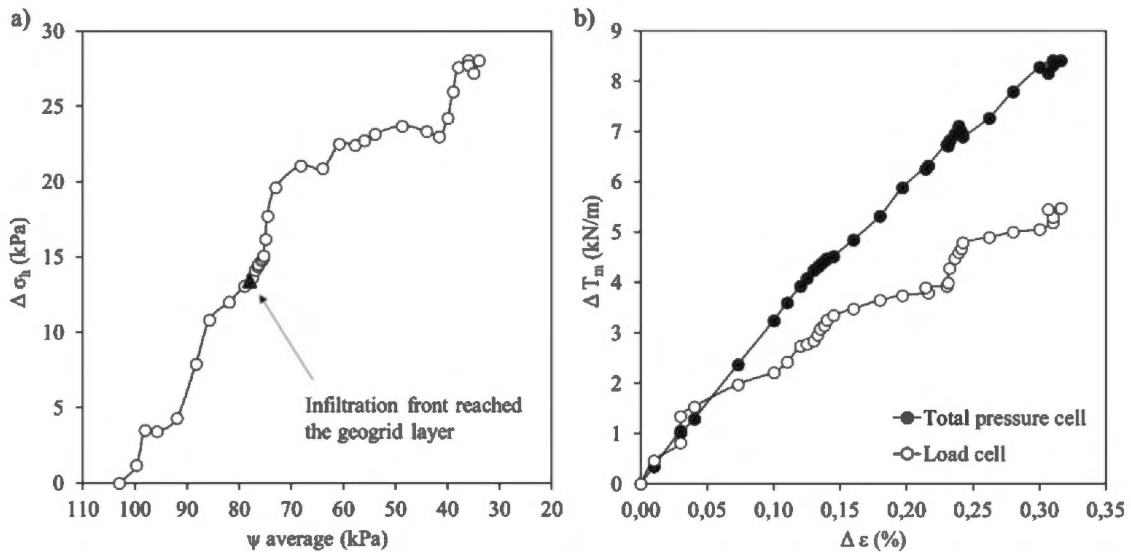 a)
30
25
20
15
10
5
0
Δ σh (kPa)
110 100 90 80 70 60 50 40 30 20
ψ average (kPa)
Infiltration front reached
the geogrid layer
b)
9
8
7
6
5
4
3
2
1
0
Δ Tm (kN/m)
0,00 0,05 0,10 0,15 0,20 0,25 0,30 0,35
Δ ε (%)
Total pressure cell
Load cell